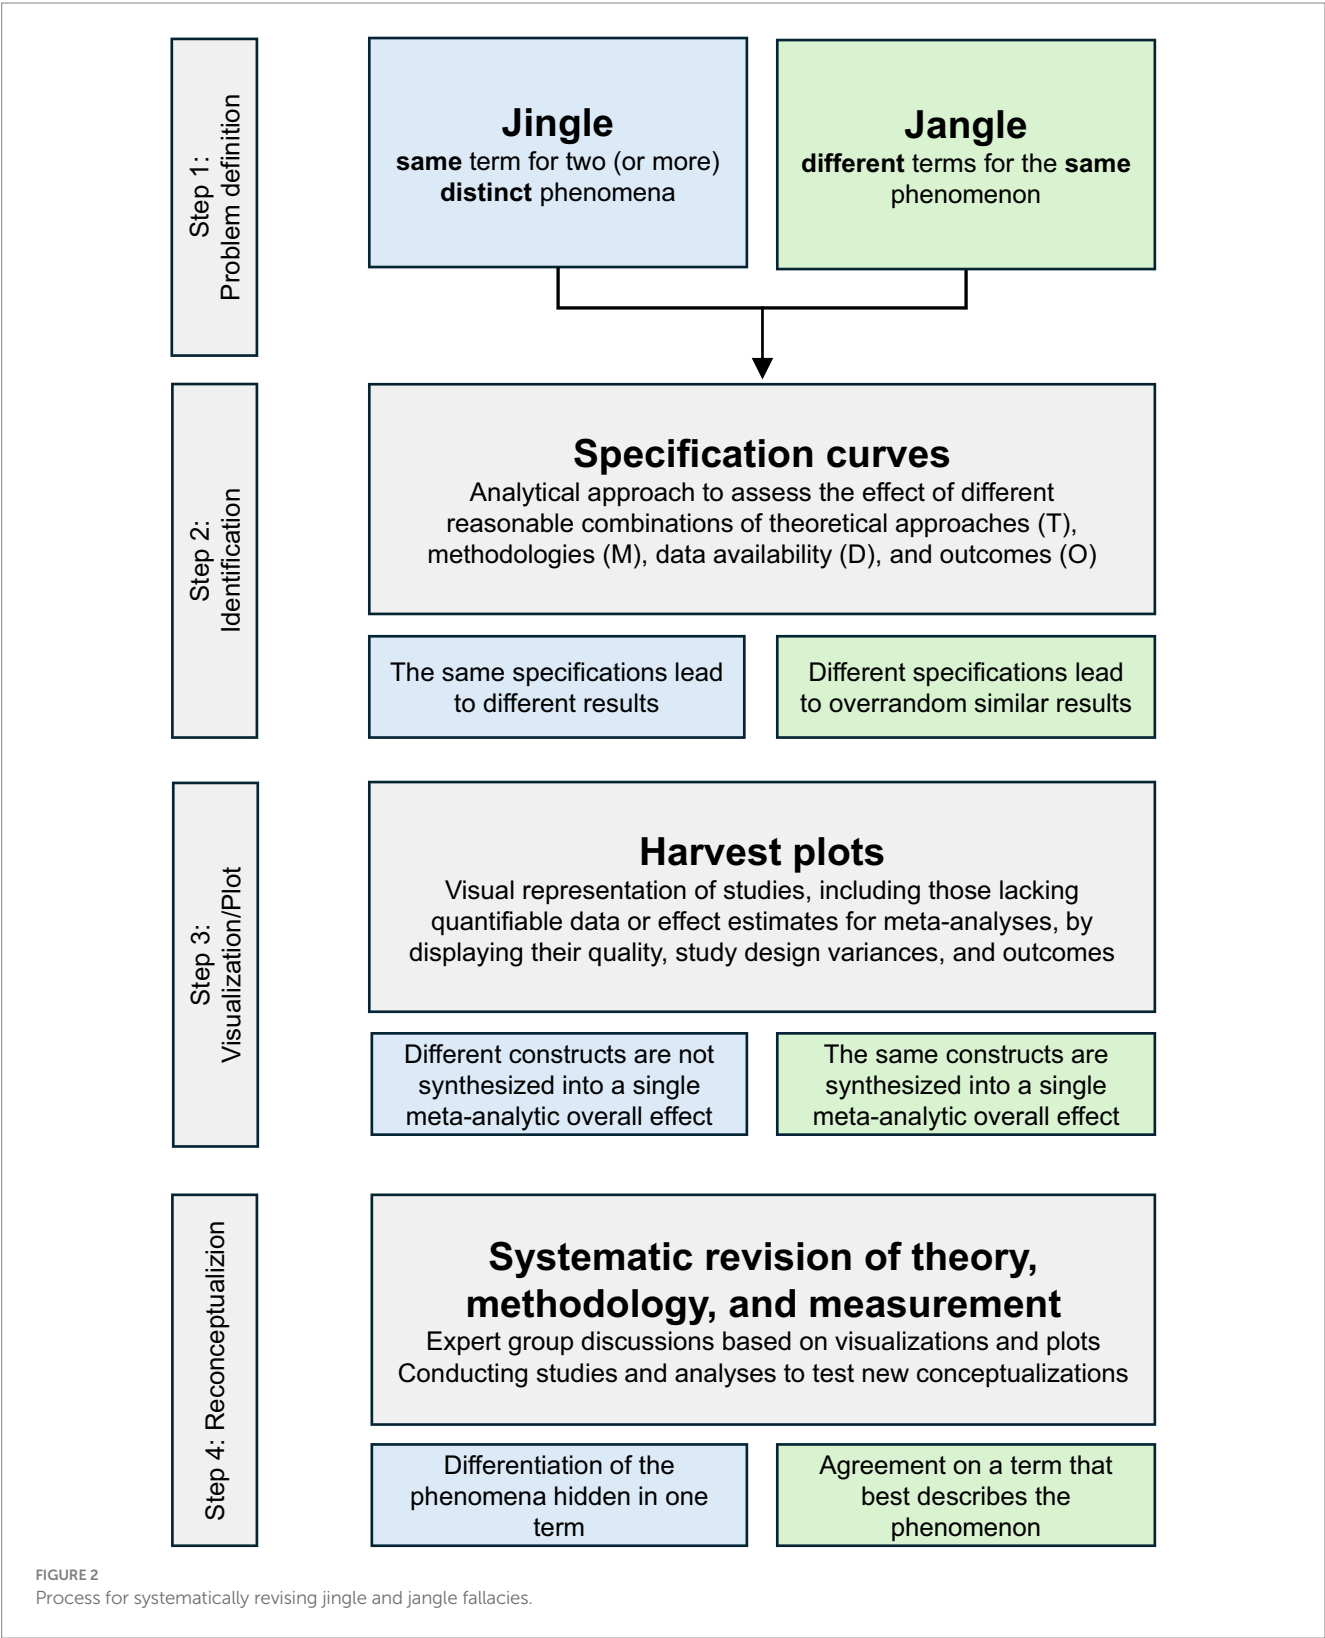 Step 1:
Problem definition
Jingle
same term for two (or more)
distinct phenomena
Jangle
different terms for the same
phenomenon
Step 2:
Identification
Specification curves
Analytical approach to assess the effect of different
reasonable combinations of theoretical approaches (T),
methodologies (M), data availability (D), and outcomes (O)
The same specifications lead
to different results
Different specifications lead
to overrandom similar results
Step 3:
Visualization/Plot
Harvest plots
Visual representation of studies, including those lacking
quantifiable data or effect estimates for meta-analyses, by
displaying their quality, study design variances, and outcomes
Different constructs are not
synthesized into a single
meta-analytic overall effect
The same constructs are
synthesized into a single
meta-analytic overall effect
Step 4: Reconceptualizion
Systematic revision of theory,
methodology, and measurement
Expert group discussions based on visualizations and plots
Conducting studies and analyses to test new conceptualizations
Differentiation of the
phenomena hidden in one
term
Agreement on a term that
best describes the
phenomenon
FIGURE 2
Process for systematically revising jingle and jangle fallacies.